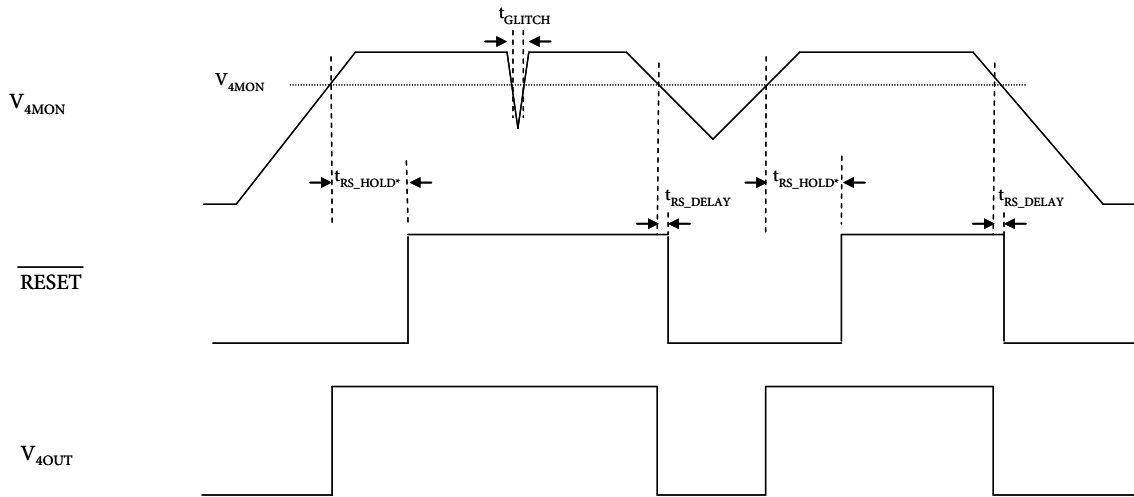 tGLITCH
V4MON
V4MON
tRS_HOLD*
tRS_DELAY
tRS_HOLD*
tRS_DELAY
RESET
V4OUT